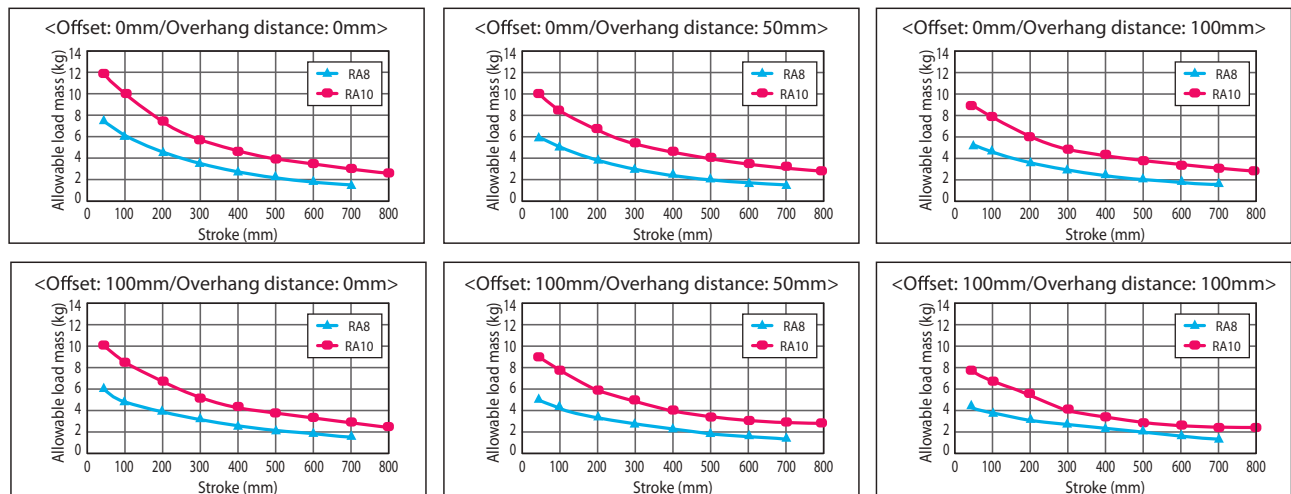 <Offset: 0mm/Overhang distance: 0mm>
Allowable load mass (kg)
14
12
10
8
6
4
2
0
RA8
RA10
0 100 200 300 400 500 600 700 800
Stroke (mm)
<Offset: 0mm/Overhang distance: 50mm>
Allowable load mass (kg)
14
12
10
8
6
4
2
0
RA8
RA10
0 100 200 300 400 500 600 700 800
Stroke (mm)
<Offset: 0mm/Overhang distance: 100mm>
Allowable load mass (kg)
14
12
10
8
6
4
2
0
RA8
RA10
0 100 200 300 400 500 600 700 800
Stroke (mm)
<Offset: 100mm/Overhang distance: 0mm>
Allowable load mass (kg)
14
12
10
8
6
4
2
0
RA8
RA10
0 100 200 300 400 500 600 700 800
Stroke (mm)
<Offset: 100mm/Overhang distance: 50mm>
Allowable load mass (kg)
14
12
10
8
6
4
2
0
RA8
RA10
0 100 200 300 400 500 600 700 800
Stroke (mm)
<Offset: 100mm/Overhang distance: 100mm>
Allowable load mass (kg)
14
12
10
8
6
4
2
0
RA8
RA10
0 100 200 300 400 500 600 700 800
Stroke (mm)